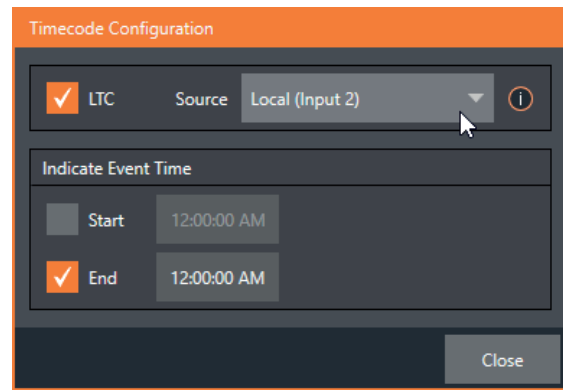 Timecode Configuration
LTC Source Local (Input 2) i
Indicate Event Time
Start 12:00:00 AM
End 12:00:00 AM
Close